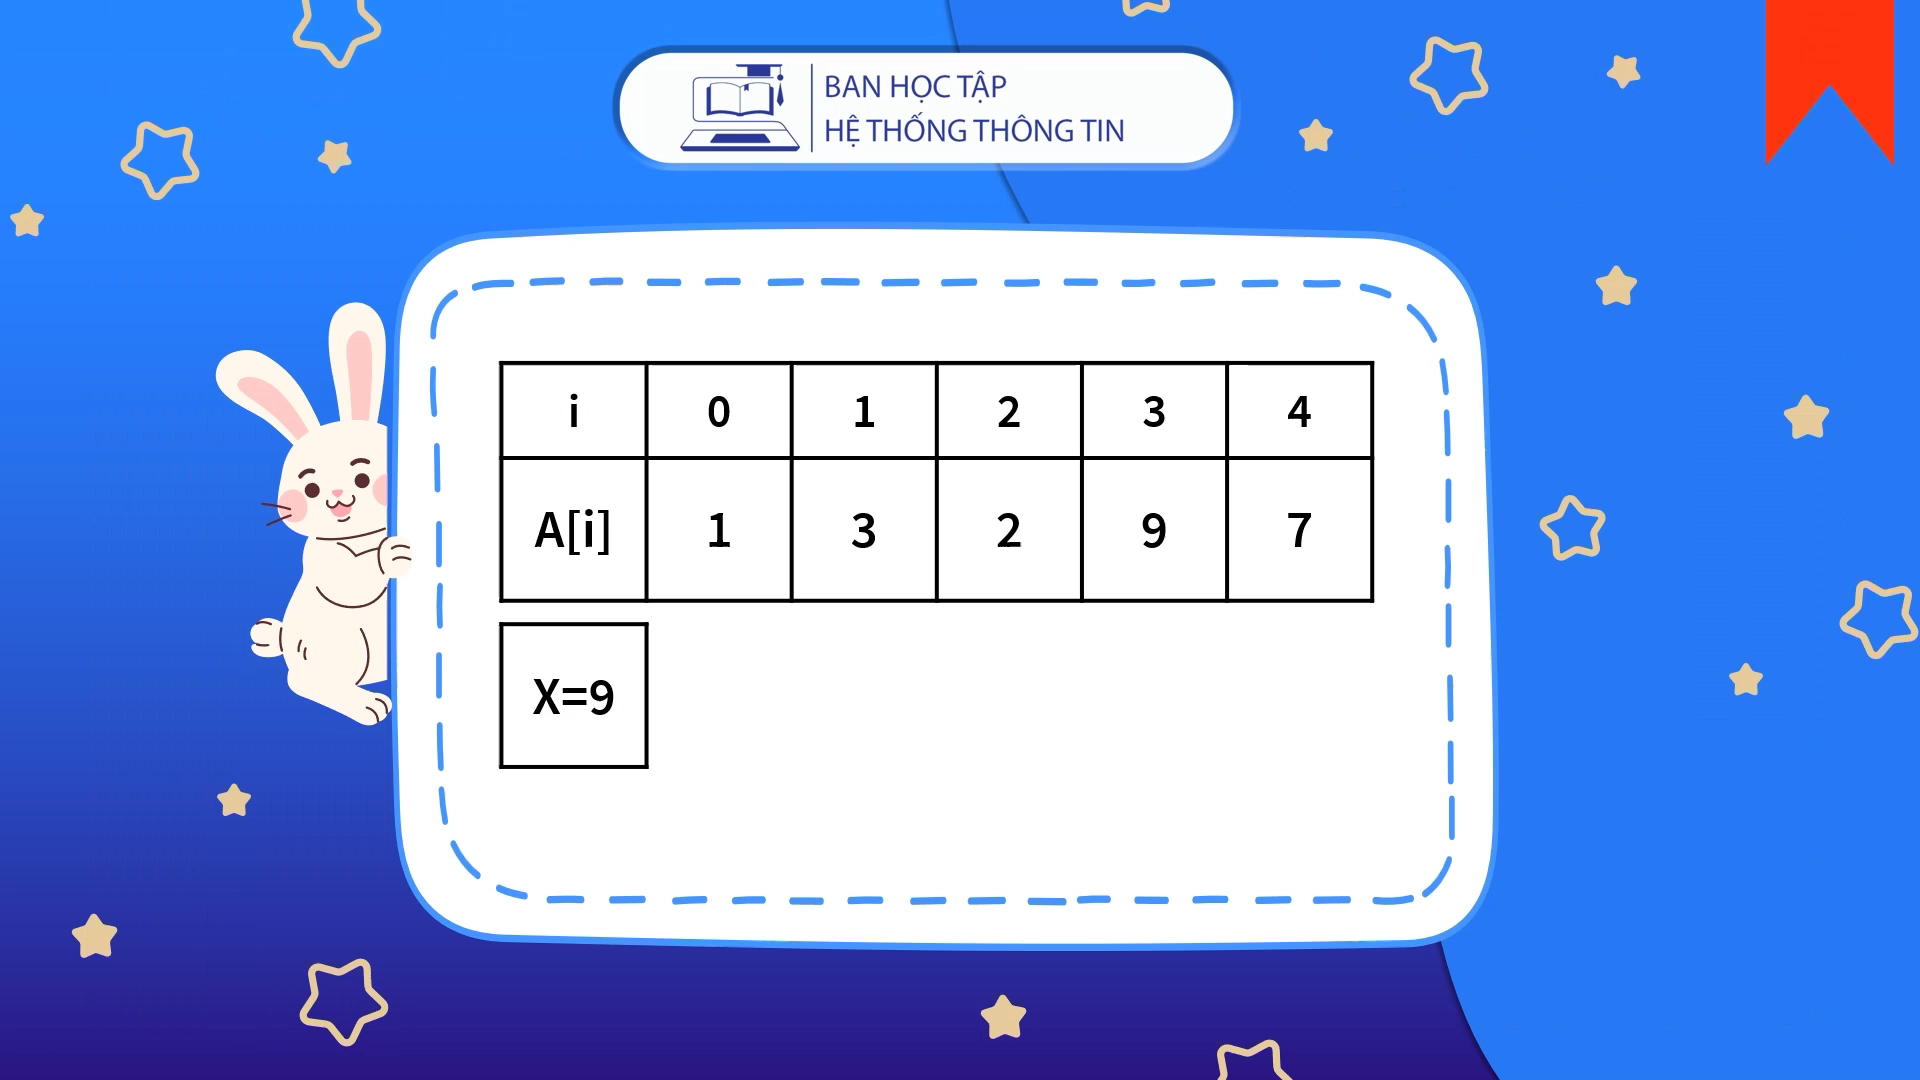 BAN HỌC TẬP
HỆ THỐNG THÔNG TIN
i 0 1 2 3 4
A[i] 1 3 2 9 7
X=9